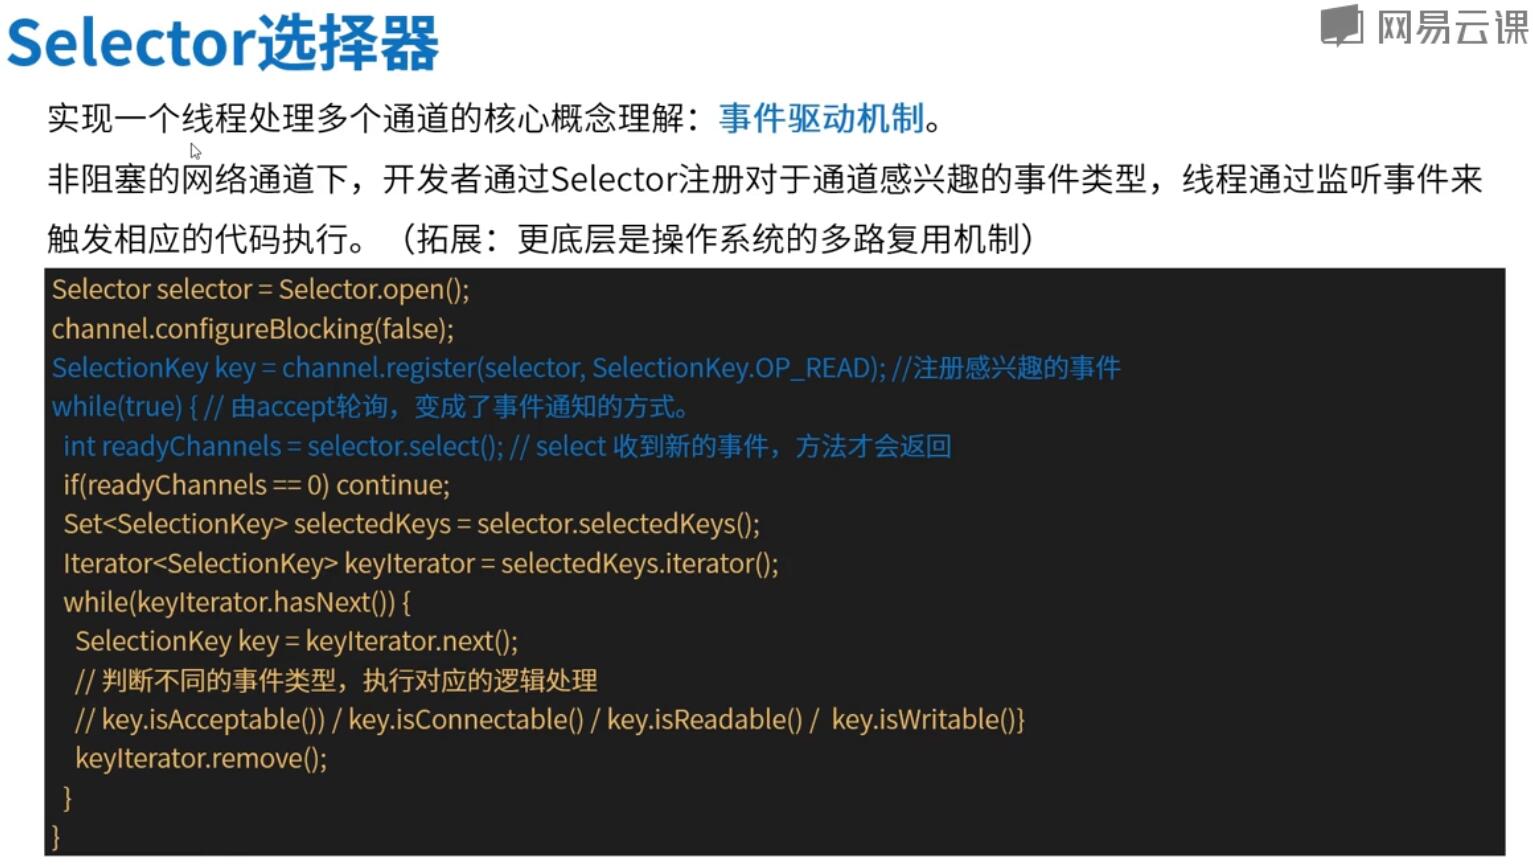 Selector选择器
网易云课
实现一个线程处理多个通道的核心概念理解：事件驱动机制。
非阻塞的网络通道下，开发者通过Selector注册对于通道感兴趣的事件类型，线程通过监听事件来
触发相应的代码执行。（拓展：更底层是操作系统的多路复用机制）
Selector selector = Selector.open();
channel.configureBlocking(false);
SelectionKey key = channel.register(selector, SelectionKey.OP_READ); //注册感兴趣的事件
while(true) { // 由accept轮询，变成了事件通知的方式。
int readyChannels = selector.select(); // select 收到新的事件，方法才会返回
if(readyChannels == 0) continue;
Set<SelectionKey> selectedKeys = selector.selectedKeys();
Iterator<SelectionKey> keyIterator = selectedKeys.iterator();
while(keyIterator.hasNext()) {
SelectionKey key = keyIterator.next();
// 判断不同的事件类型，执行对应的逻辑处理
// key.isAcceptable()) / key.isConnectable() / key.isReadable() / key.isWritable()}
keyIterator.remove();
}
}